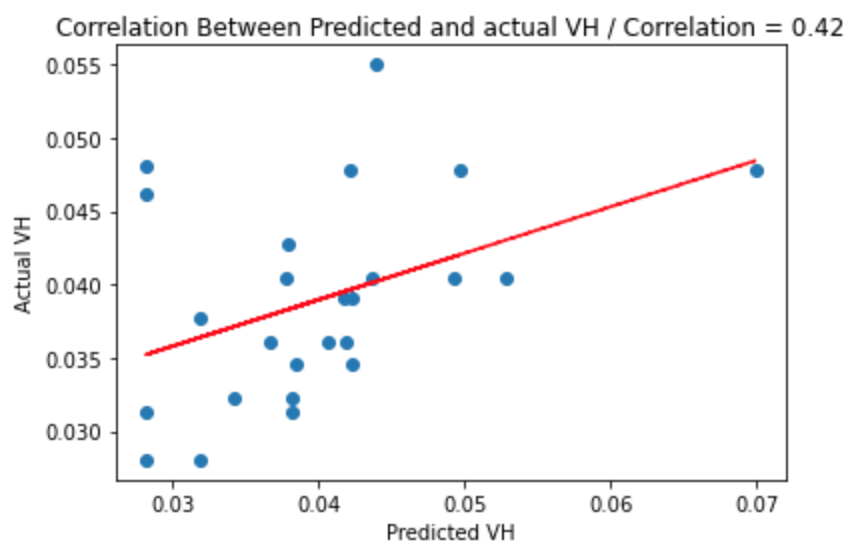 Correlation Between Predicted and actual VH / Correlation = 0.42
0.055
0.050
0.045
0.040
0.035
0.030
Actual VH
0.03 0.04 0.05 0.06 0.07
Predicted VH